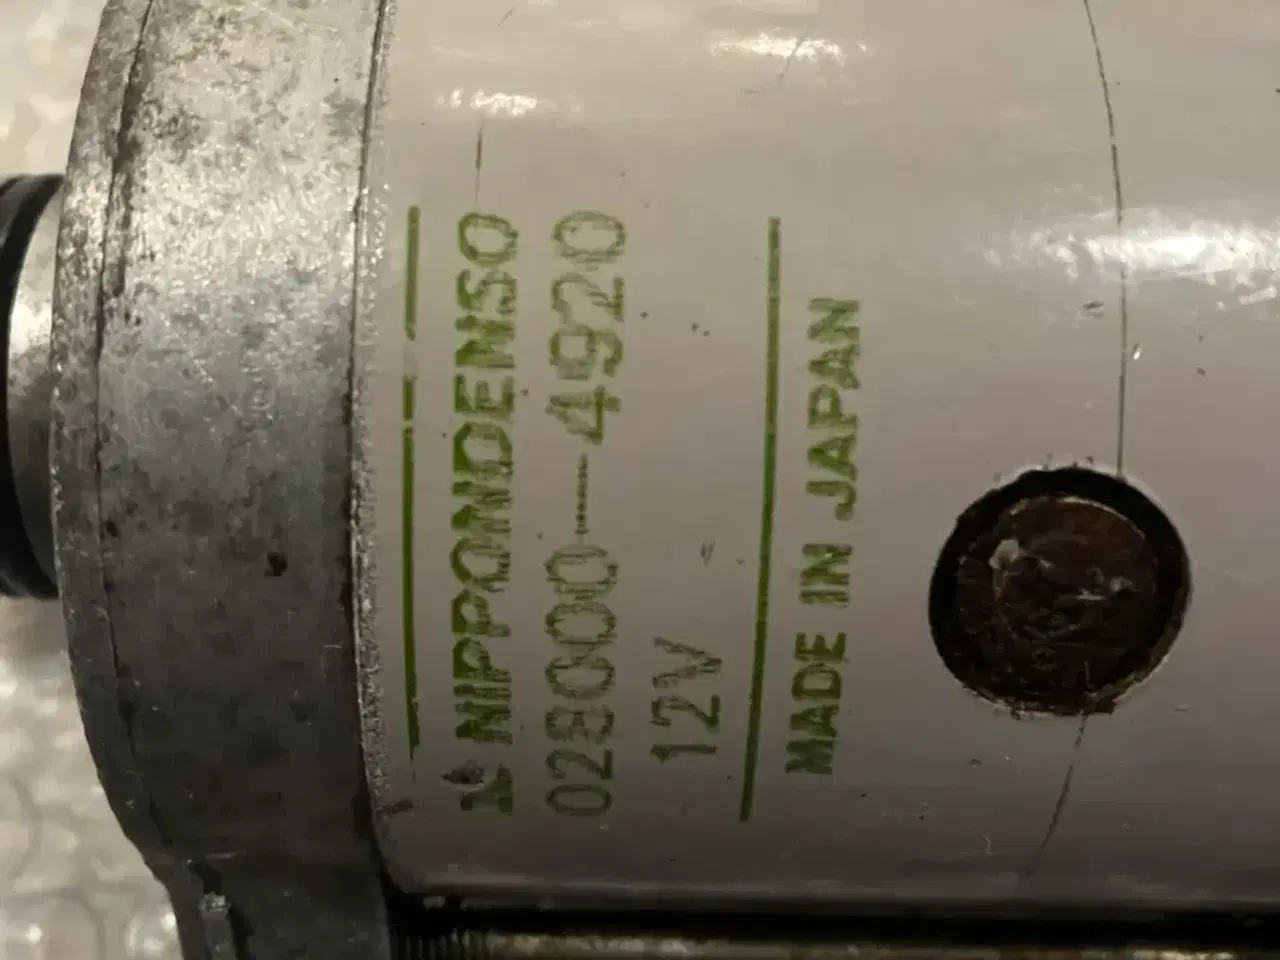 NIPPONDENSO
028000-4920
12V
MADE IN JAPAN